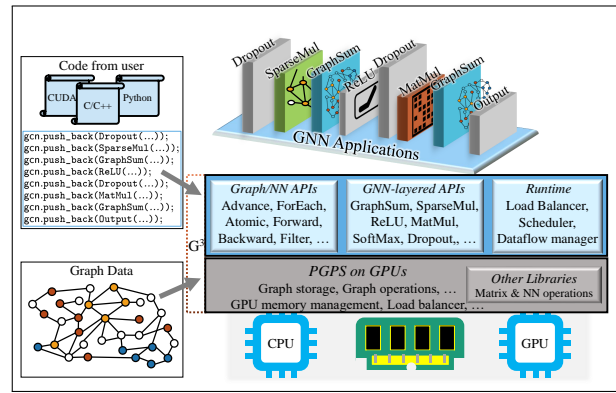 Code from user
CUDA
C/C++
Python
gcn.push_back(Dropout(...));
gcn.push_back(SparseMul(...));
gcn.push_back(GraphSum(...));
gcn.push_back(ReLU(...));
gcn.push_back(Dropout(...));
gcn.push_back(MatMul(...));
gcn.push_back(GraphSum(...));
gcn.push_back(Output(...));
Graph Data
Dropout
SparseMul
GraphSum
ReLU
Dropout
MatMul
GraphSum
Output
GNN Applications
G³
Graph/NN APIs
Advance, ForEach,
Atomic, Forward,
Backward, Filter, …
GNN-layered APIs
GraphSum, SparseMul,
ReLU, MatMul,
SoftMax, Dropout,, …
Runtime
Load Balancer,
Scheduler,
Dataflow manager
PGPS on GPUs
Graph storage, Graph operations, …
GPU memory management, Load balancer, …
Other Libraries
Matrix & NN operations
CPU
GPU